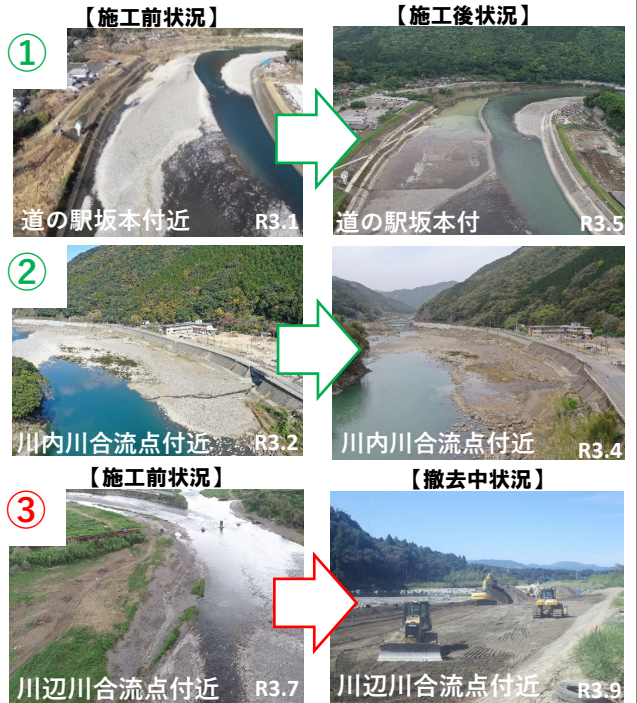 【施工前状況】
【施工後状況】
①
道の駅坂本付近 R3.1
道の駅坂本付 R3.5
②
川内川合流点付近 R3.2
川内川合流点付近 R3.4
【施工前状況】
【撤去中状況】
③
川辺川合流点付近 R3.7
川辺川合流点付近 R3.9